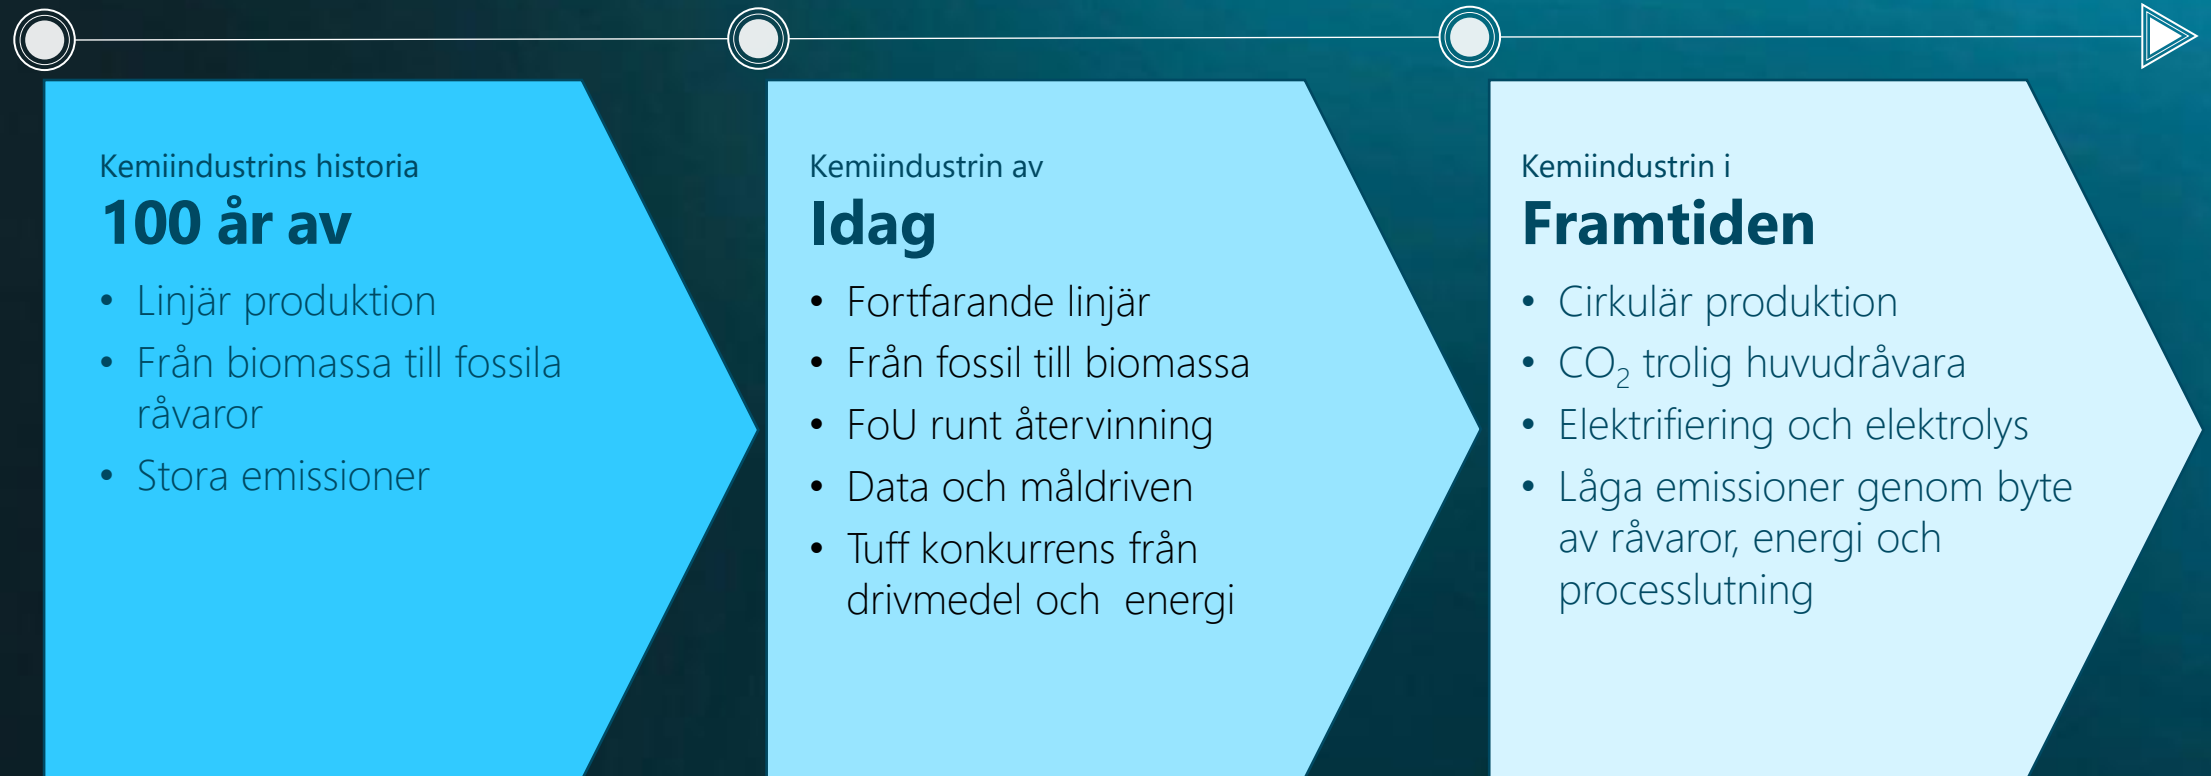 Kemiindustrins historia
100 år av
• Linjär produktion
• Från biomassa till fossila
råvaror
• Stora emissioner
Kemiindustrin av
Idag
• Fortfarande linjär
• Från fossil till biomassa
• FoU runt återvinning
• Data och måldriven
• Tuff konkurrens från
drivmedel och energi
Kemiindustrin i
Framtiden
• Cirkulär produktion
• CO₂ trolig huvudråvara
• Elektrifiering och elektrolys
• Låga emissioner genom byte
av råvaror, energi och
processlutning